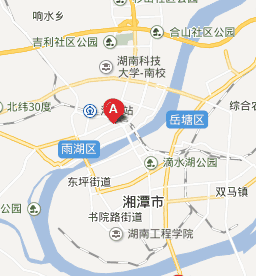 响水乡
合山社区公园
吉利社区公园
湖南科技
大学-南校
北纬30度
A
站
岳塘区
综合
雨湖区
滴水湖公园
东坪街道
双马镇
湘潭市
书院路街道
公园
湖南工程学院